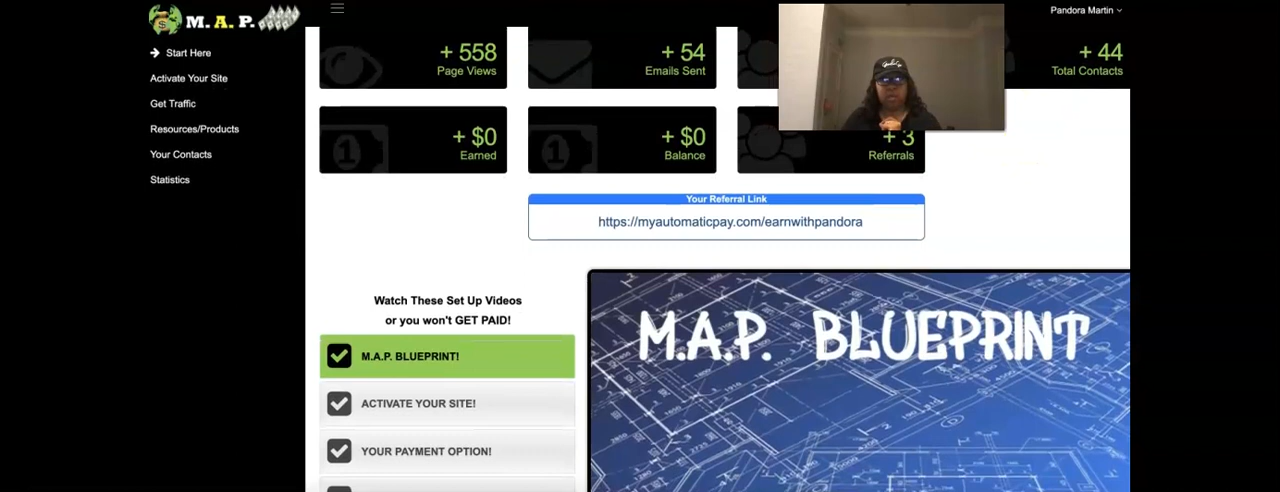 M. A. P.
Pandora Martin
Start Here
Activate Your Site
Get Traffic
Resources/Products
Your Contacts
Statistics
+ 558
Page Views
+ 54
Emails Sent
+ 44
Total Contacts
+ $0
Earned
+ $0
Balance
+ 3
Referrals
Your Referral Link
https://myautomaticpay.com/earnwithpandora
Watch These Set Up Videos
or you won't GET PAID!
M.A.P. BLUEPRINT!
ACTIVATE YOUR SITE!
YOUR PAYMENT OPTION!
M.A.P. BLUEPRINT